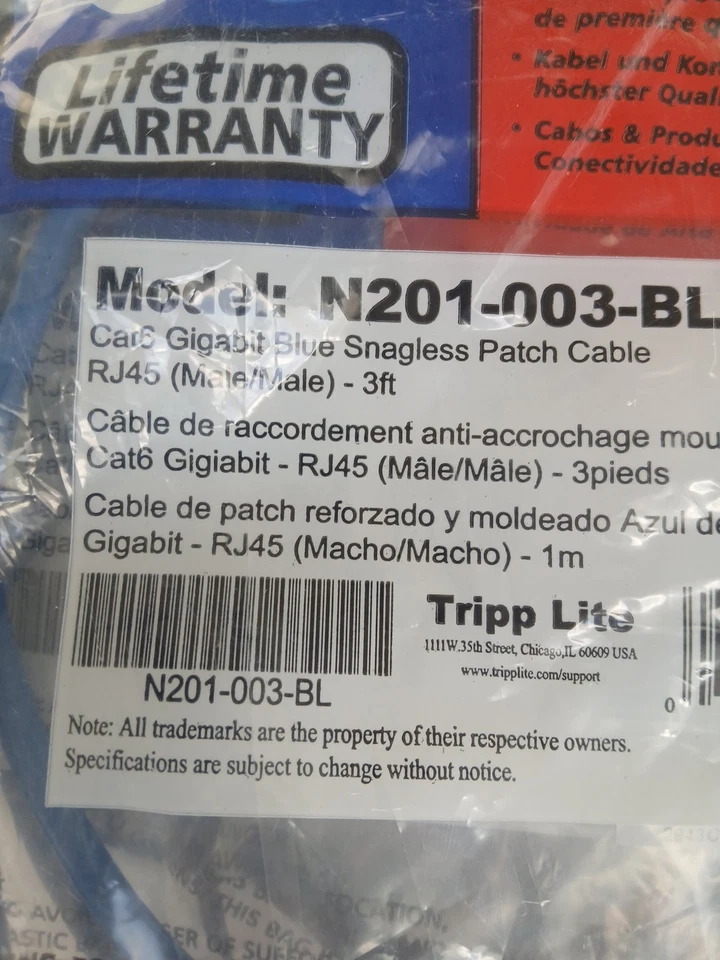 Lifetime
WARRANTY
de première q
• Kabel und Kon
höchster Quali
• Cabos & Produ
Conectividade
Model: N201-003-BL
Cat6 Gigabit Blue Snagless Patch Cable
RJ45 (Male/Male) - 3ft
Câble de raccordement anti-accrochage mou
Cat6 Gigiabit - RJ45 (Mâle/Mâle) - 3pieds
Cable de patch reforzado y moldeado Azul de
Gigabit - RJ45 (Macho/Macho) - 1m
Tripp Lite
1111W.35th Street, Chicago,IL 60609 USA
www.tripplite.com/support
N201-003-BL
0
Note: All trademarks are the property of their respective owners.
Specifications are subject to change without notice.
THIS BAG